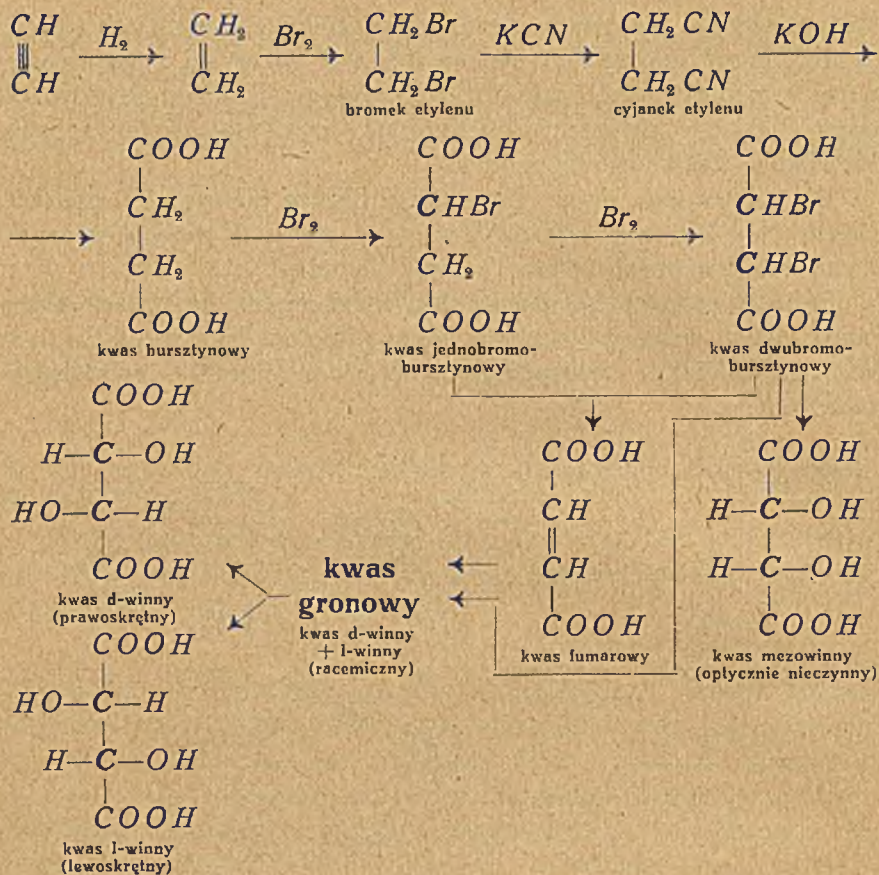 CH H₂ CH₂ Br₂ CH₂Br KCN CH₂CN KOH
CH CH₂ CH₂Br CH₂CN
bromek etylenu cyjanek etylenu
COOH COOH COOH
CH₂ Br₂ CHBr Br₂ CHBr
CH₂ CH₂ CHBr
COOH COOH COOH
kwas bursztynowy kwas jednobromo- kwas dwubromo-
bursztynowy bursztynowy
COOH
H—C—OH
HO—C—H
COOH
kwas d-winny
(prawoskrętny)
COOH
HO—C—H
H—C—OH
COOH
kwas l-winny
(lewoskrętny)
kwas
gronowy
kwas d-winny
+ l-winny
(racemiczny)
COOH
CH
CH
COOH
kwas fumarowy
COOH
H—C—OH
H—C—OH
COOH
kwas mezowinny
(optycznie nieczynny)